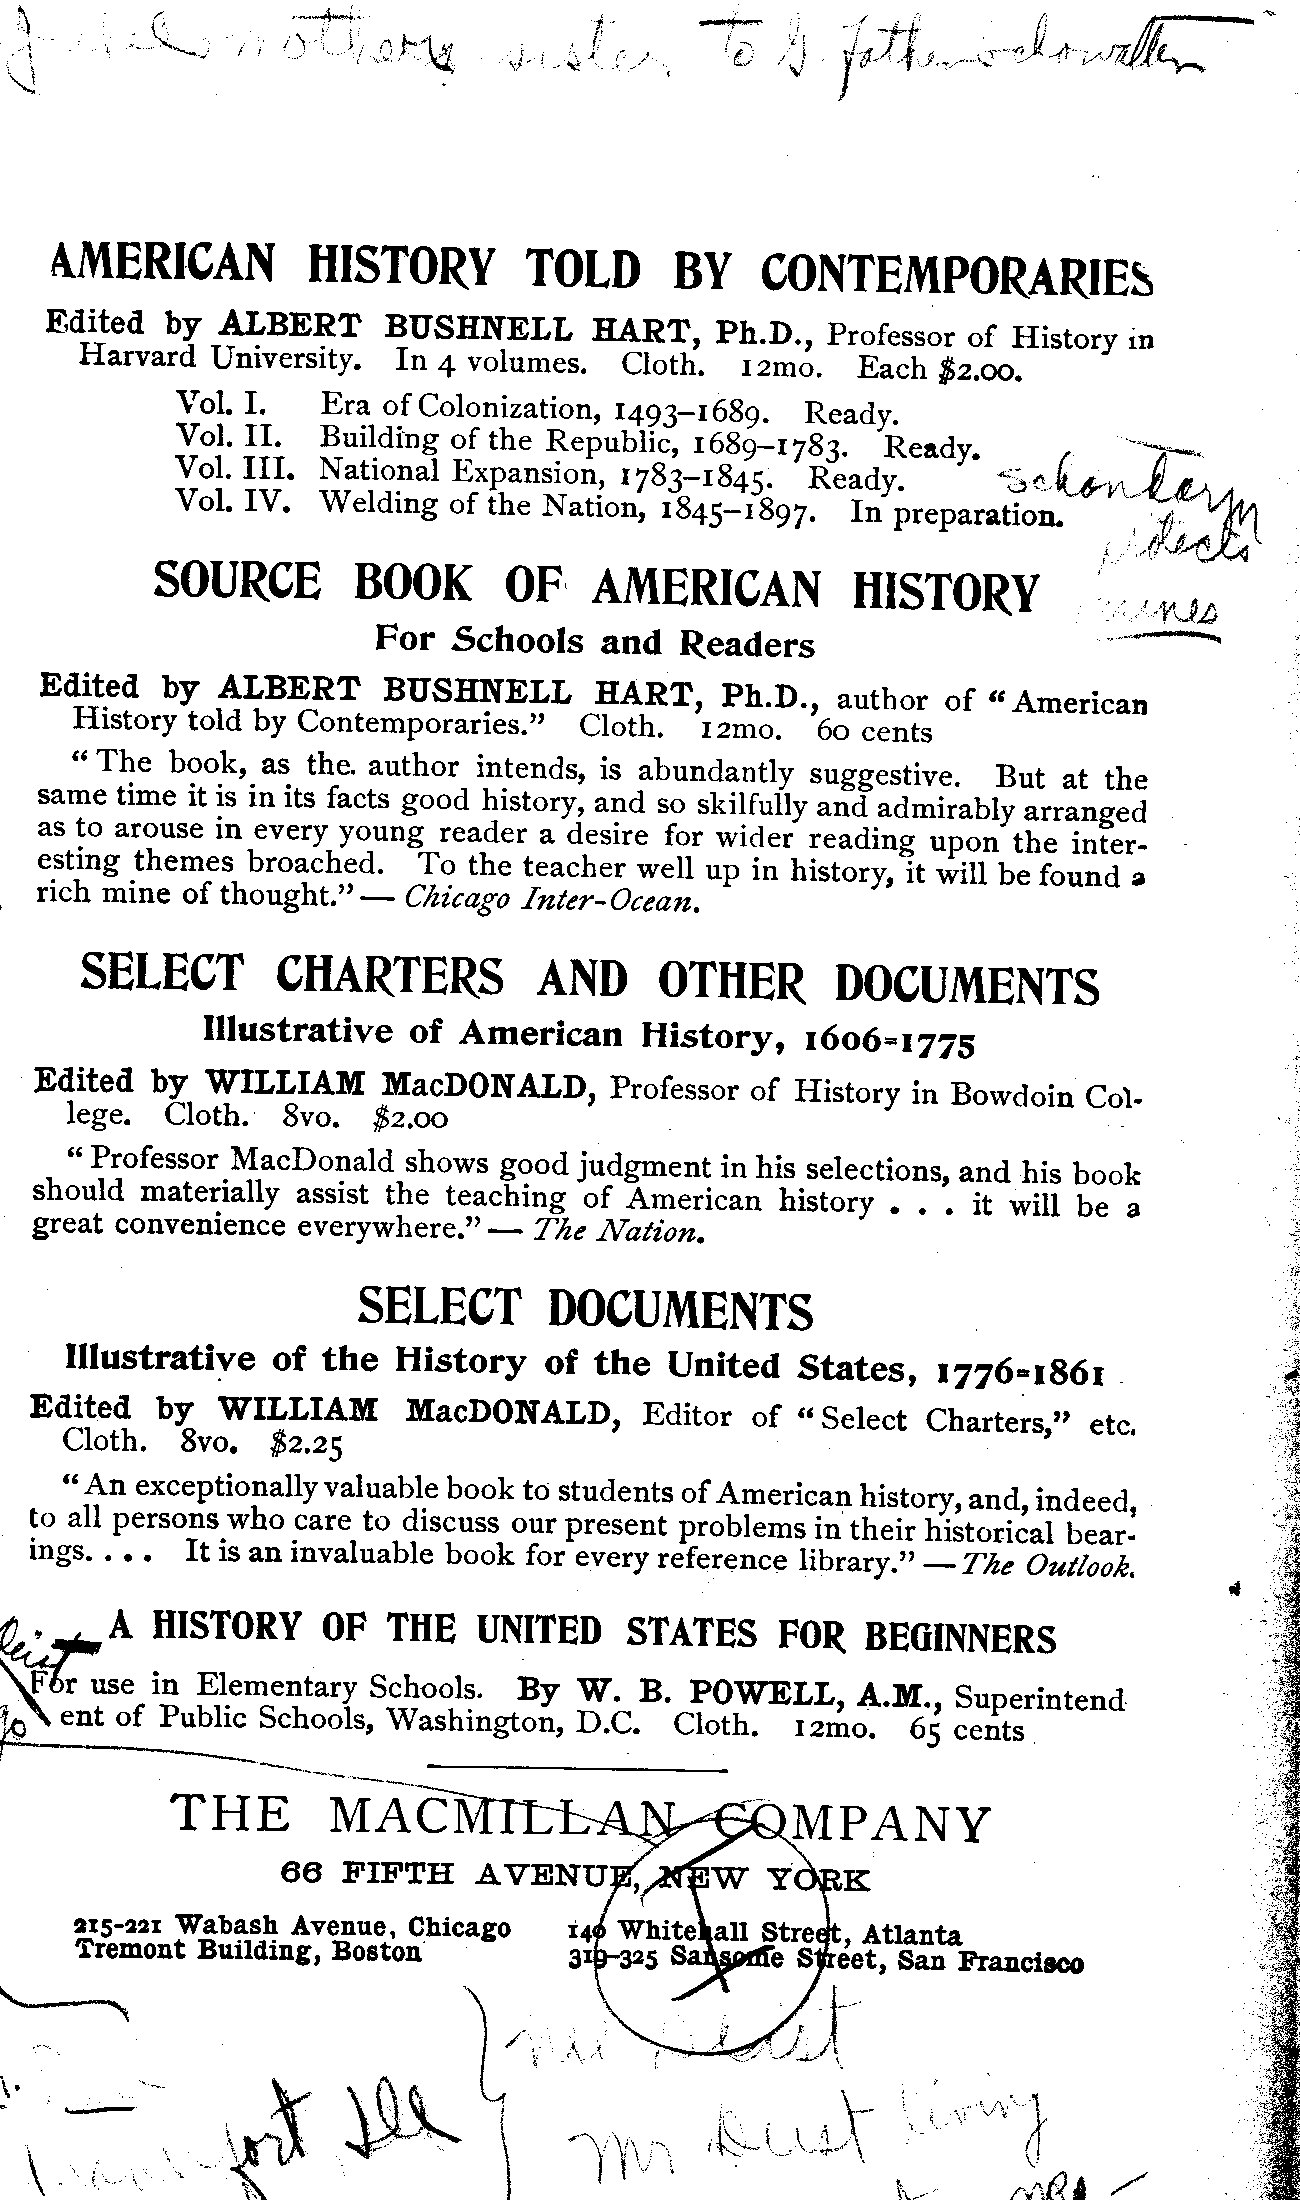 mothers sister to G. father
AMERICAN HISTORY TOLD BY CONTEMPORARIES
Edited by ALBERT BUSHNELL HART, Ph.D., Professor of History in
Harvard University. In 4 volumes. Cloth. 12mo. Each $2.00.
Vol. I. Era of Colonization, 1493–1689. Ready.
Vol. II. Building of the Republic, 1689–1783. Ready.
Vol. III. National Expansion, 1783–1845. Ready.
Vol. IV. Welding of the Nation, 1845–1897. In preparation.
mines
SOURCE BOOK OF AMERICAN HISTORY
For Schools and Readers
Edited by ALBERT BUSHNELL HART, Ph.D., author of “American
History told by Contemporaries.” Cloth. 12mo. 60 cents
“The book, as the author intends, is abundantly suggestive. But at the
same time it is in its facts good history, and so skilfully and admirably arranged
as to arouse in every young reader a desire for wider reading upon the inter-
esting themes broached. To the teacher well up in history, it will be found a
rich mine of thought.” — Chicago Inter-Ocean.
SELECT CHARTERS AND OTHER DOCUMENTS
Illustrative of American History, 1606-1775
Edited by WILLIAM MacDONALD, Professor of History in Bowdoin Col-
lege. Cloth. 8vo. $2.00
“Professor MacDonald shows good judgment in his selections, and his book
should materially assist the teaching of American history . . . it will be a
great convenience everywhere.” — The Nation.
SELECT DOCUMENTS
Illustrative of the History of the United States, 1776-1861
Edited by WILLIAM MacDONALD, Editor of “Select Charters,” etc.
Cloth. 8vo. $2.25
“An exceptionally valuable book to students of American history, and, indeed,
to all persons who care to discuss our present problems in their historical bear-
ings. . . . It is an invaluable book for every reference library.” — The Outlook.
A HISTORY OF THE UNITED STATES FOR BEGINNERS
For use in Elementary Schools. By W. B. POWELL, A.M., Superintend
ent of Public Schools, Washington, D.C. Cloth. 12mo. 65 cents
THE MACMILLAN COMPANY
66 FIFTH AVENUE, NEW YORK
215-221 Wabash Avenue, Chicago 140 Whitehall Street, Atlanta
Tremont Building, Boston 319-325 Sansome Street, San Francisco
Mr Deist living
Ill